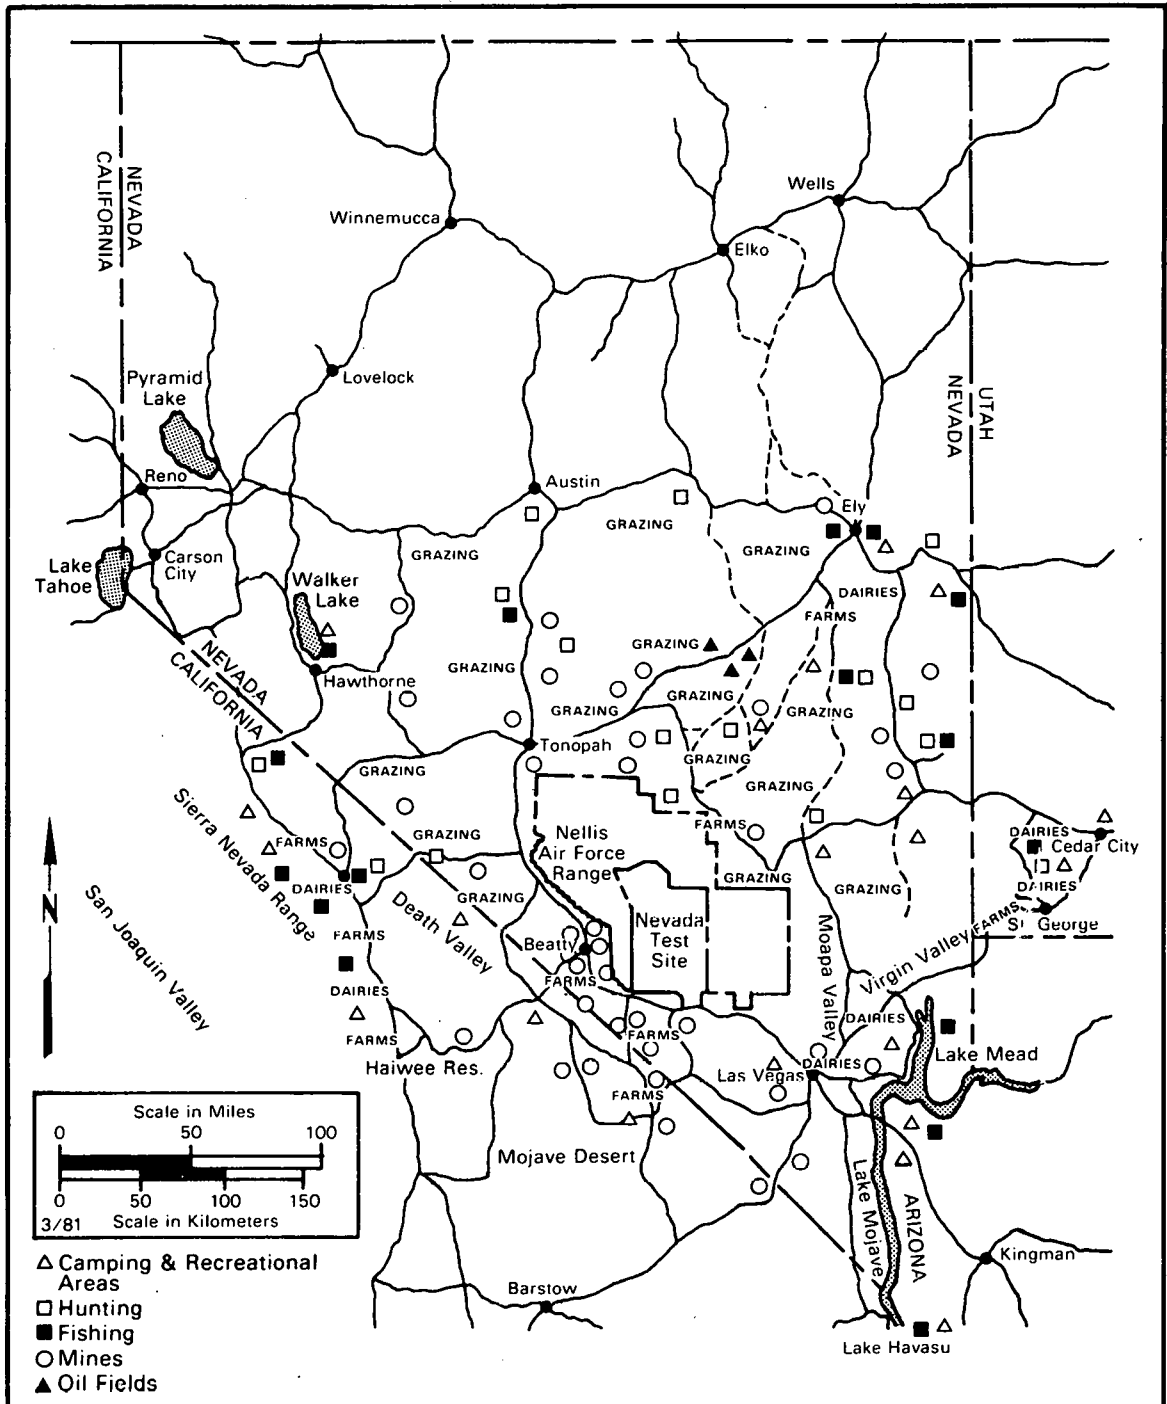 CALIFORNIA
NEVADA
Wells
Winnemucca
Elko
Lovelock
Pyramid
Lake
UTAH
NEVADA
Reno
Austin
Ely
GRAZING
GRAZING
GRAZING
Lake
Tahoe
Carson
City
Walker
Lake
DAIRIES
FARMS
GRAZING
NEVADA
CALIFORNIA
Hawthorne
GRAZING
GRAZING
GRAZING
GRAZING
Tonopah
GRAZING
GRAZING
GRAZING
Sierra Nevada Range
FARMS
GRAZING
Nellis
Air Force
Range
FARMS
DAIRIES
Cedar City
DAIRIES
GRAZING
GRAZING
DAIRIES
GRAZING
Death Valley
San Joaquin Valley
N
Nevada
Test
Site
FARMS
St George
FARMS
Beatty
Moapa Valley
Virgin Valley
FARMS
DAIRIES
FARMS
DAIRIES
FARMS
Lake Mead
Haiwee Res.
Las Vegas
DAIRIES
FARMS
Mojave Desert
Lake Mojave
ARIZONA
Kingman
Barstow
Lake Havasu
Scale in Miles
0 50 100
0 50 100 150
3/81 Scale in Kilometers
Camping & Recreational
Areas
Hunting
Fishing
Mines
Oil Fields